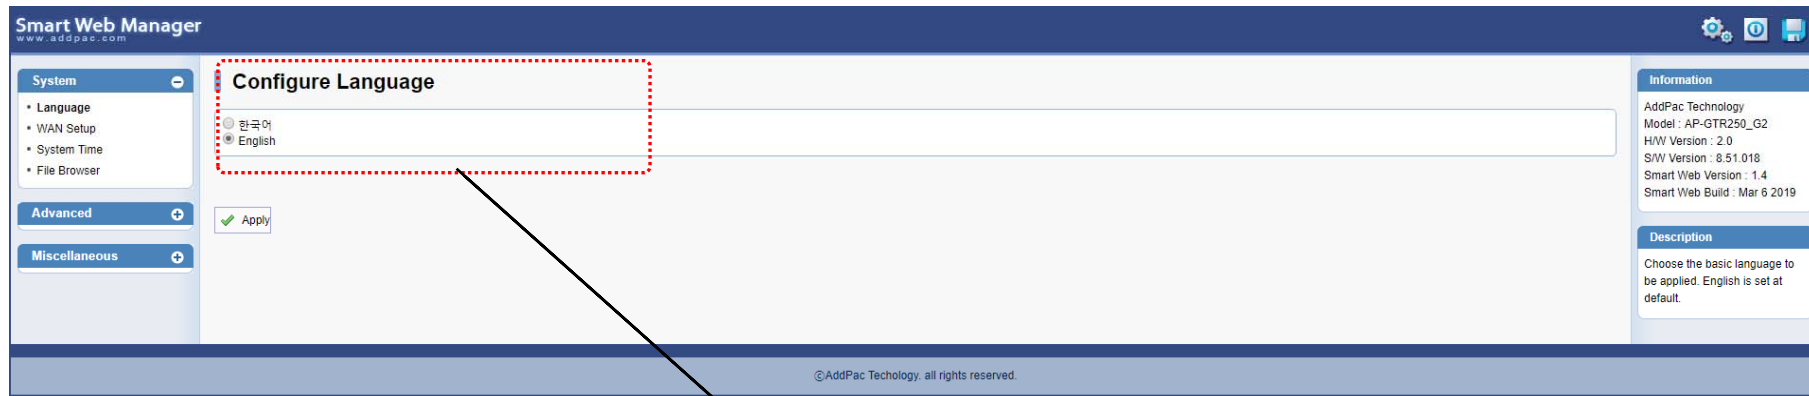 Smart Web Manager
www.addpac.com
System
Language
WAN Setup
System Time
File Browser
Advanced
Miscellaneous
Configure Language
한국어
English
Apply
Information
AddPac Technology
Model : AP-GTR250_G2
H/W Version : 2.0
S/W Version : 8.51.018
Smart Web Version : 1.4
Smart Web Build : Mar 6 2019
Description
Choose the basic language to
be applied. English is set at
default.
ⓒAddPac Techology. all rights reserved.